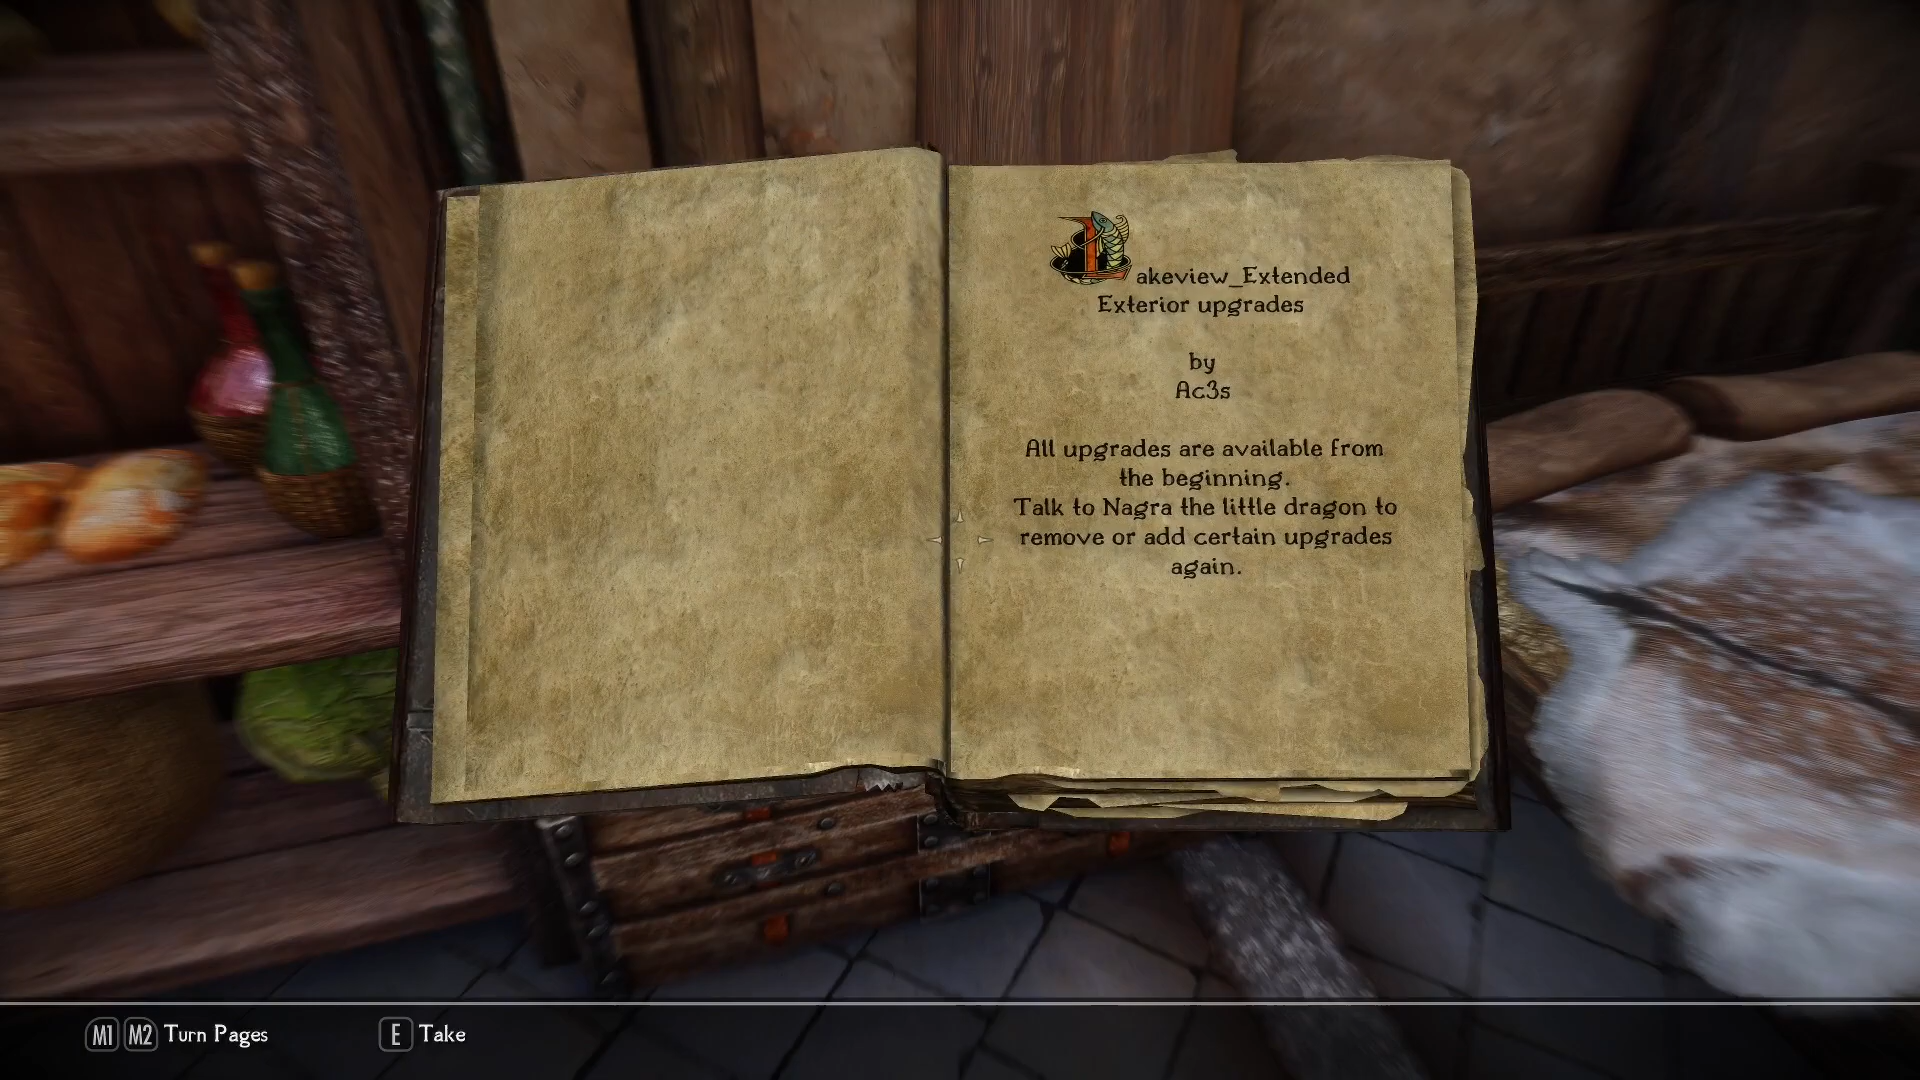 Lakeview_Extended
Exterior upgrades
by
Ac3s
All upgrades are available from
the beginning.
Talk to Nagra the little dragon to
remove or add certain upgrades
again.
M1 M2 Turn Pages
E Take